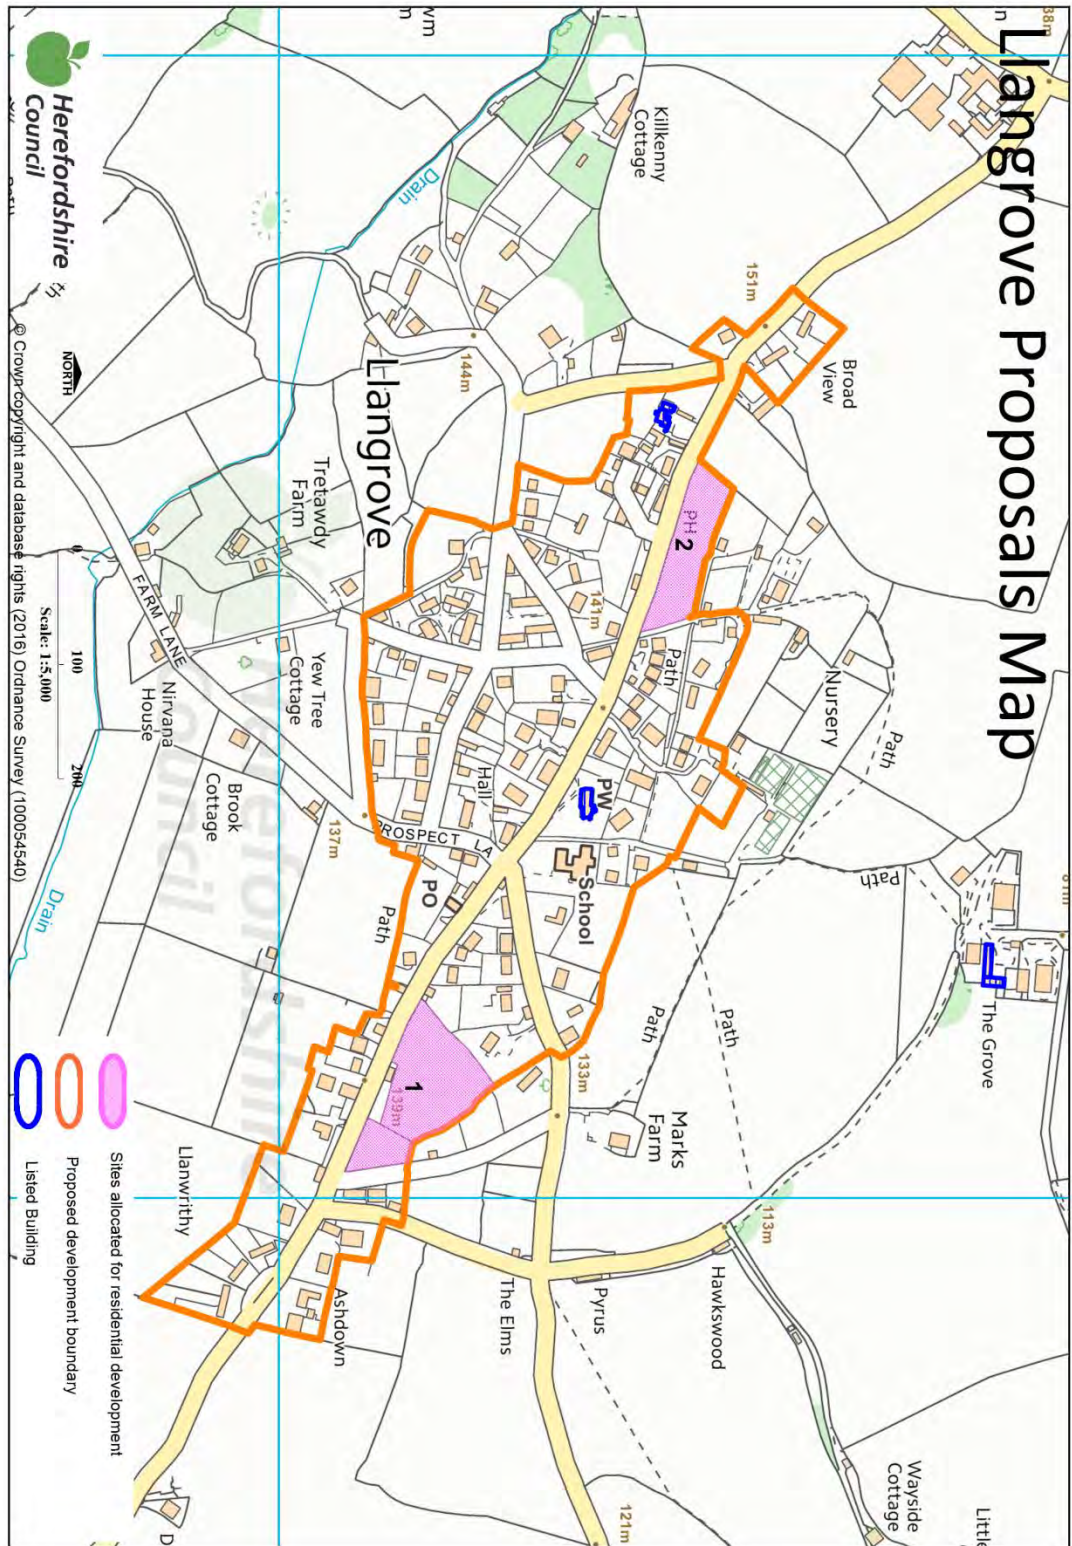 Llangrove Proposals Map
38m
Killkenny
Cottage
Drain
151m
Broad
View
144m
Llangrove
Tretawdy
Farm
PH
2
141m
Path
Nursery
Path
Yew Tree
Cottage
FARM LANE
Nirvana
House
Brook
Cottage
137m
Hall
PROSPECT LA
PW
School
PO
Path
Path
Path
Path
The Grove
133m
1
139m
Marks
Farm
113m
Llanwrithy
Ashdown
The Elms
Pyrus
Hawkswood
Wayside
Cottage
121m
Drain
Herefordshire
Council
Herefordshire
Council
NORTH
© Crown copyright and database rights (2016) Ordnance Survey (100054540)
0 100 200
Scale: 1:5,000
Sites allocated for residential development
Proposed development boundary
Listed Building